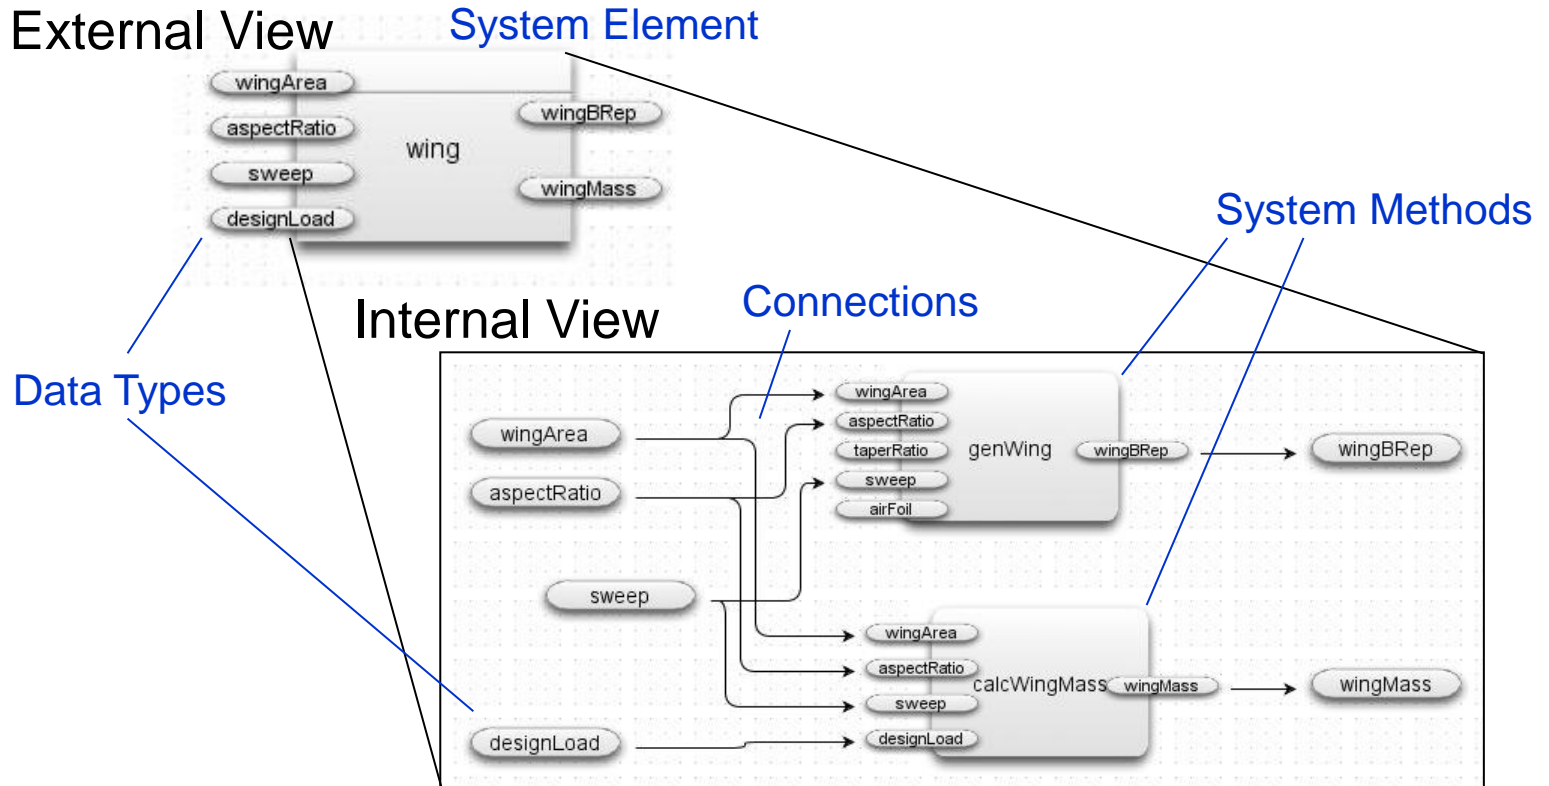 External View
System Element
wingArea
aspectRatio
sweep
designLoad
wing
wingBRep
wingMass
System Methods
Internal View
Connections
Data Types
wingArea
aspectRatio
sweep
designLoad
wingArea
aspectRatio
taperRatio
sweep
airFoil
genWing
wingBRep
wingBRep
wingArea
aspectRatio
sweep
designLoad
calcWingMass
wingMass
wingMass